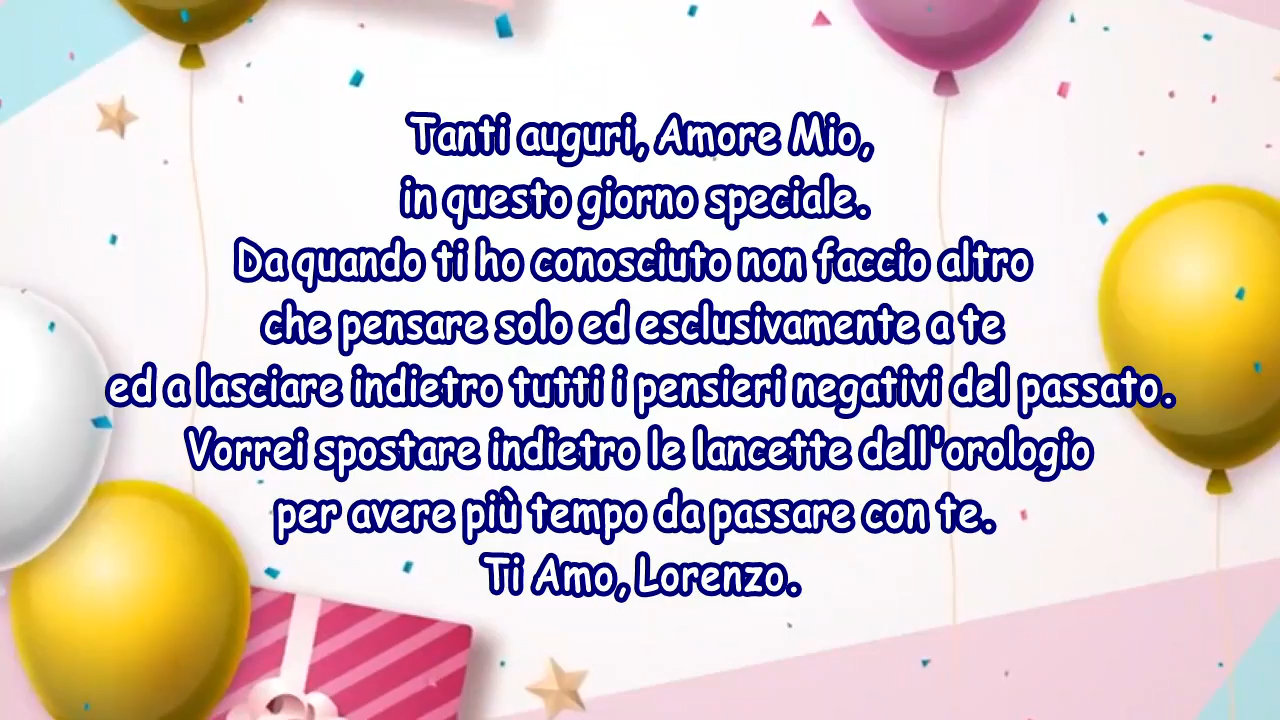 Tanti auguri, Amore Mio,
in questo giorno speciale.
Da quando ti ho conosciuto non faccio altro
che pensare solo ed esclusivamente a te
ed a lasciare indietro tutti i pensieri negativi del passato.
Vorrei spostare indietro le lancette dell'orologio
per avere più tempo da passare con te.
Ti Amo, Lorenzo.